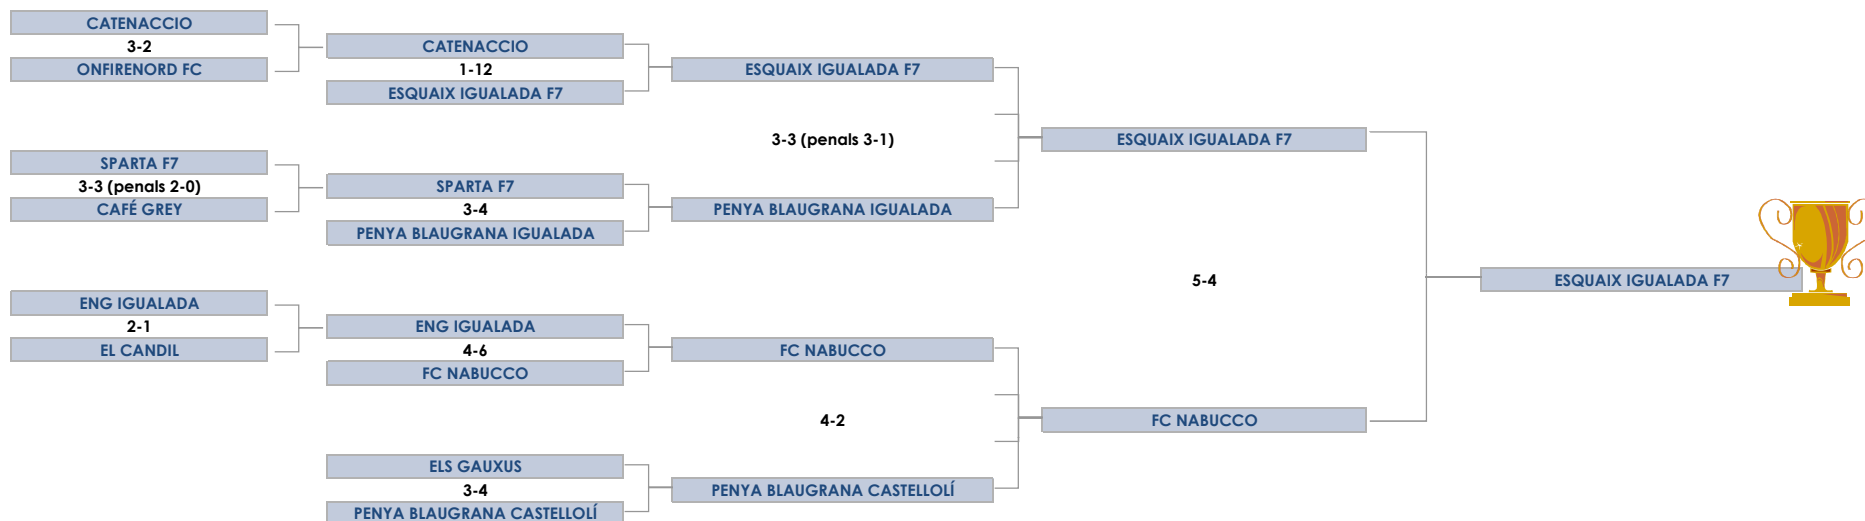 CATENACCIO
3-2
ONFIRENORD FC
SPARTA F7
3-3 (penals 2-0)
CAFÉ GREY
ENG IGUALADA
2-1
EL CANDIL
CATENACCIO
1-12
ESQUAIX IGUALADA F7
SPARTA F7
3-4
PENYA BLAUGRANA IGUALADA
ENG IGUALADA
4-6
FC NABUCCO
ELS GAUXUS
3-4
PENYA BLAUGRANA CASTELLOLÍ
ESQUAIX IGUALADA F7
3-3 (penals 3-1)
PENYA BLAUGRANA IGUALADA
FC NABUCCO
4-2
PENYA BLAUGRANA CASTELLOLÍ
ESQUAIX IGUALADA F7
5-4
FC NABUCCO
ESQUAIX IGUALADA F7